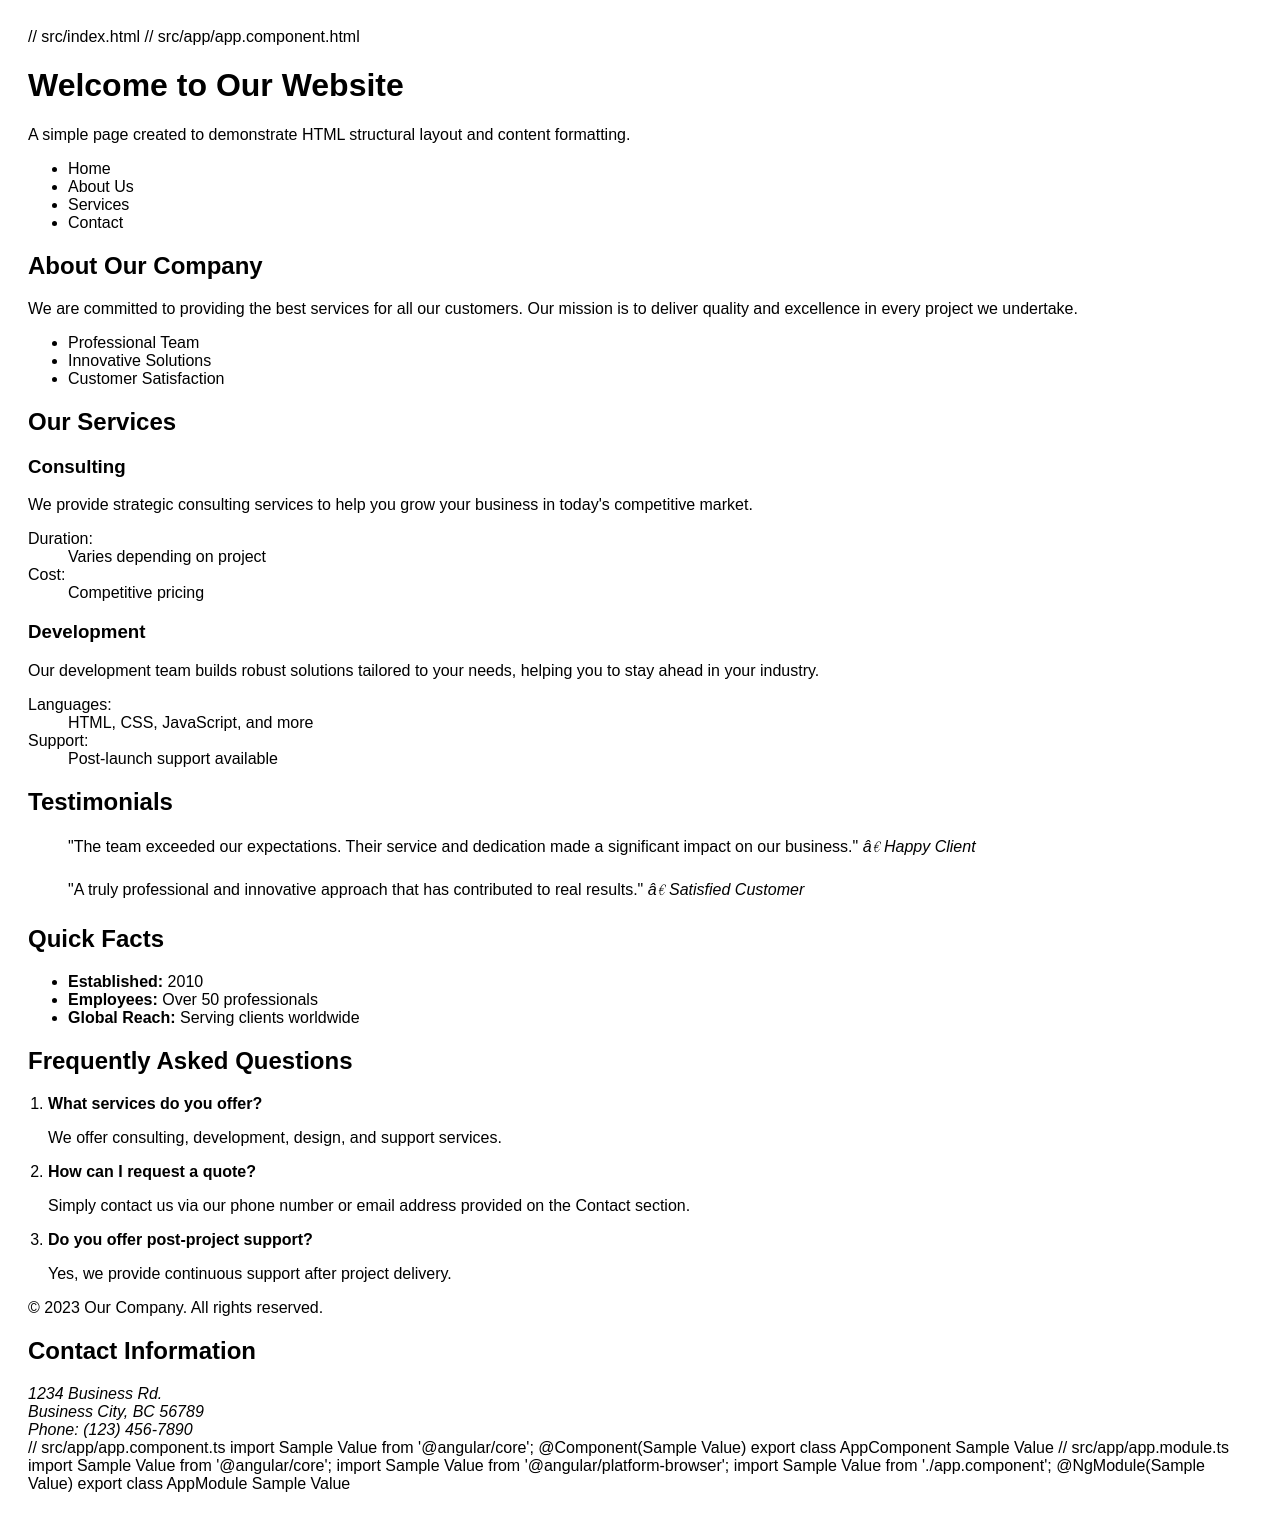 // src/index.html // src/app/app.component.html
Welcome to Our Website
A simple page created to demonstrate HTML structural layout and content formatting.
Home
About Us
Services
Contact
About Our Company
We are committed to providing the best services for all our customers. Our mission is to deliver quality and excellence in every project we undertake.
Professional Team
Innovative Solutions
Customer Satisfaction
Our Services
Consulting
We provide strategic consulting services to help you grow your business in today's competitive market.
Duration:
Varies depending on project
Cost:
Competitive pricing
Development
Our development team builds robust solutions tailored to your needs, helping you to stay ahead in your industry.
Languages:
HTML, CSS, JavaScript, and more
Support:
Post-launch support available
Testimonials
"The team exceeded our expectations. Their service and dedication made a significant impact on our business." â€ Happy Client
"A truly professional and innovative approach that has contributed to real results." â€ Satisfied Customer
Quick Facts
Established: 2010
Employees: Over 50 professionals
Global Reach: Serving clients worldwide
Frequently Asked Questions
1. What services do you offer?
We offer consulting, development, design, and support services.
2. How can I request a quote?
Simply contact us via our phone number or email address provided on the Contact section.
3. Do you offer post-project support?
Yes, we provide continuous support after project delivery.
© 2023 Our Company. All rights reserved.
Contact Information
1234 Business Rd.
Business City, BC 56789
Phone: (123) 456-7890
// src/app/app.component.ts import Sample Value from '@angular/core'; @Component(Sample Value) export class AppComponent Sample Value // src/app/app.module.ts
import Sample Value from '@angular/core'; import Sample Value from '@angular/platform-browser'; import Sample Value from './app.component'; @NgModule(Sample
Value) export class AppModule Sample Value